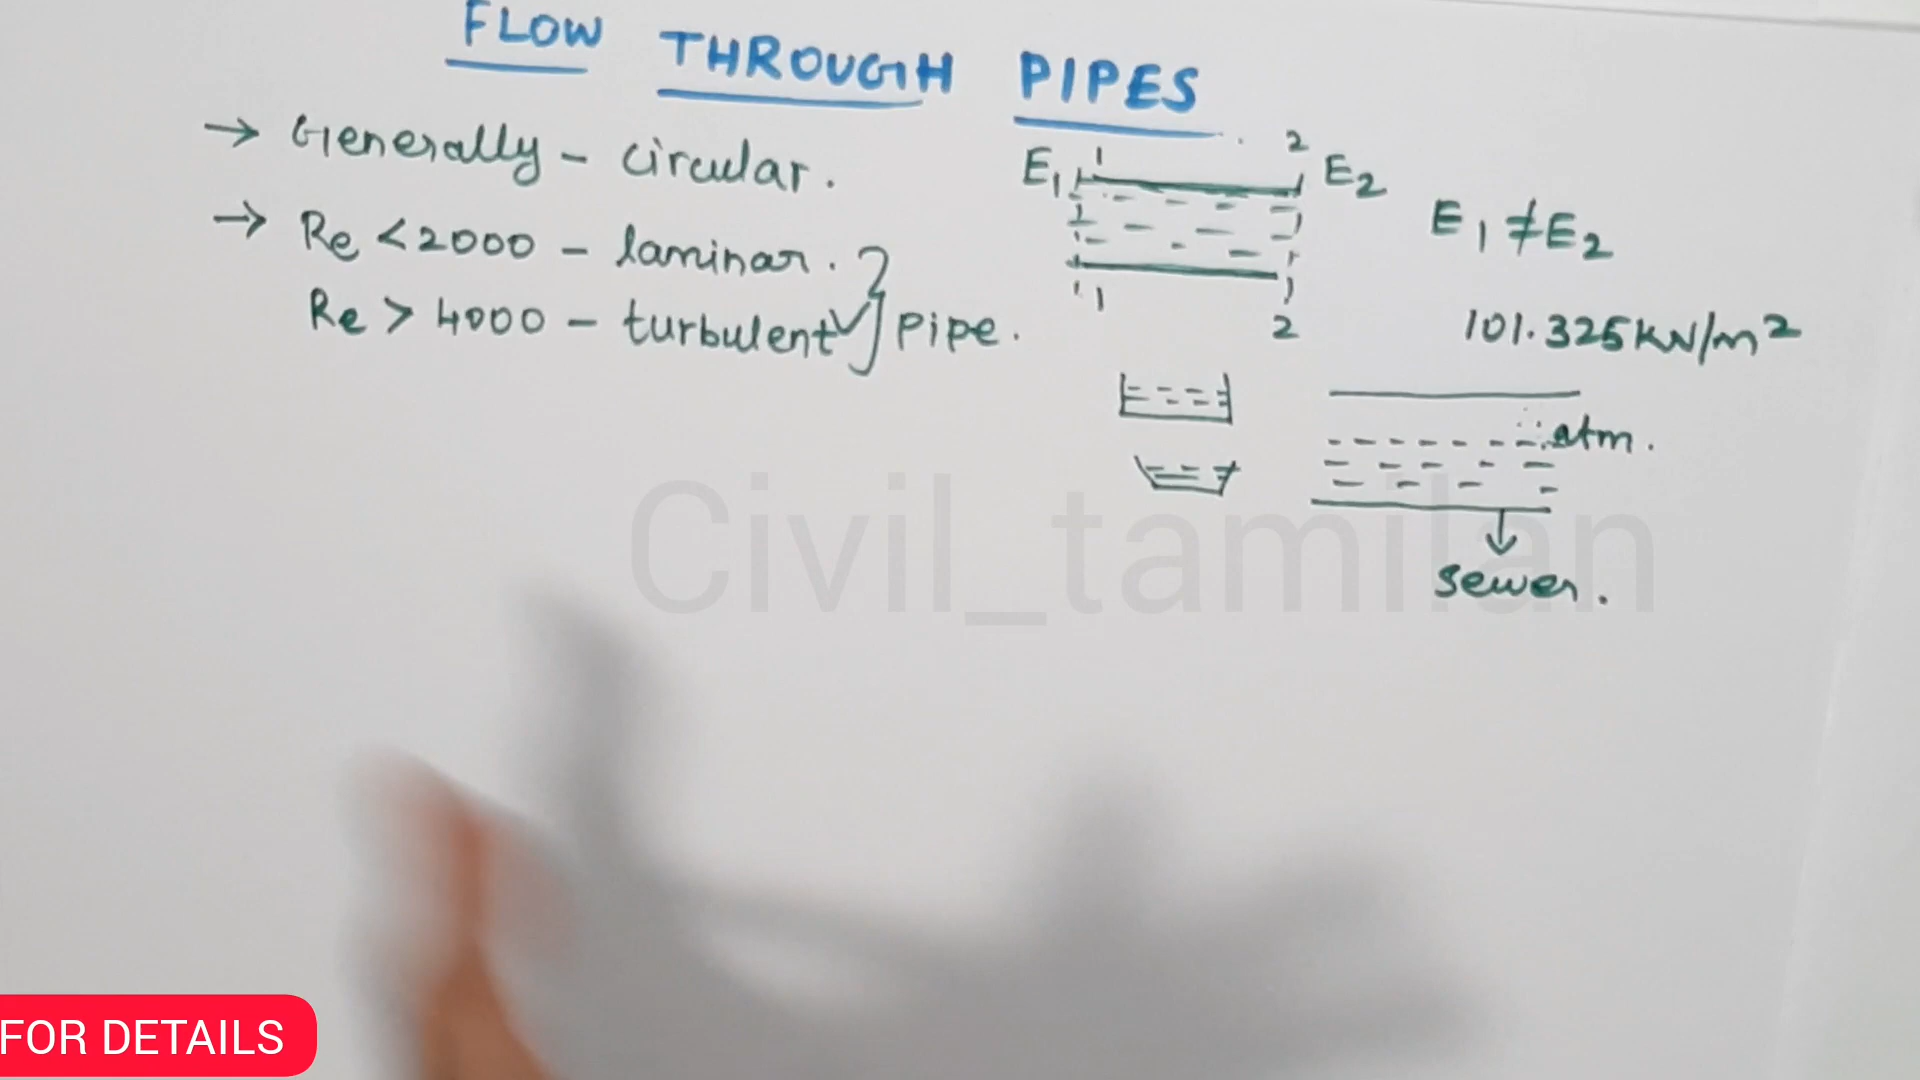 FLOW THROUGH PIPES
→ Generally - circular.
→ Re < 2000 - laminar.
Re > 4000 - turbulent ✓ } Pipe.
1 2
E1 E2
E1 ≠ E2
1 2
101.325 kN/m2
atm.
sewer.
Civil_tamilan
FOR DETAILS